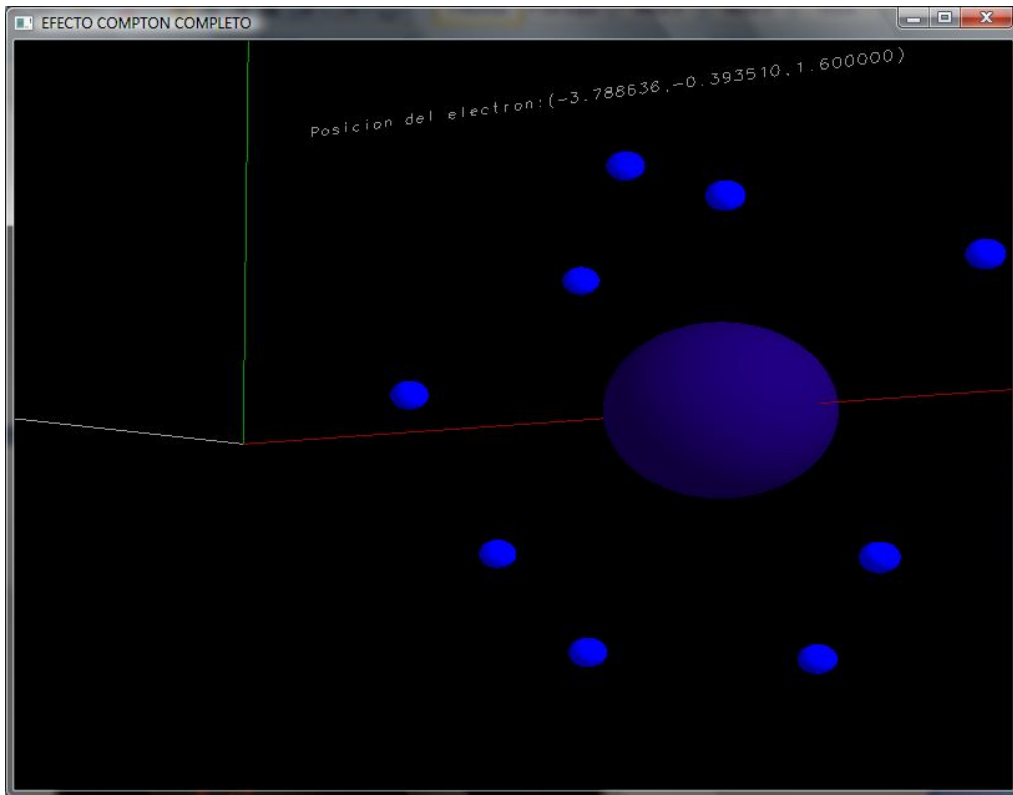 EFECTO COMPTON COMPLETO
Posicion del electron:(-3.788636,-0.393510,1.600000)